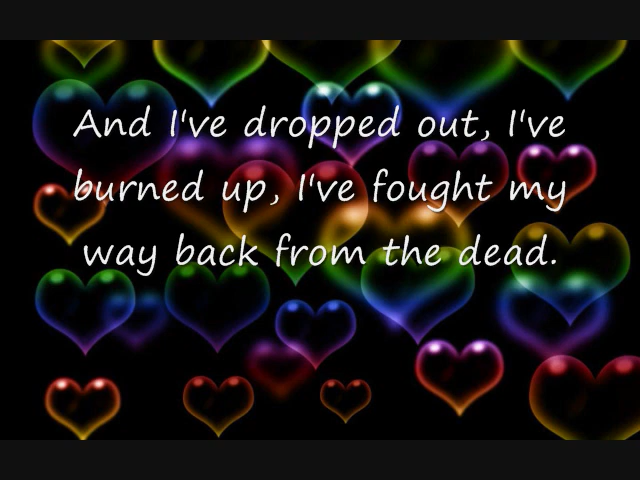 And I've dropped out, I've
burned up, I've fought my
way back from the dead.